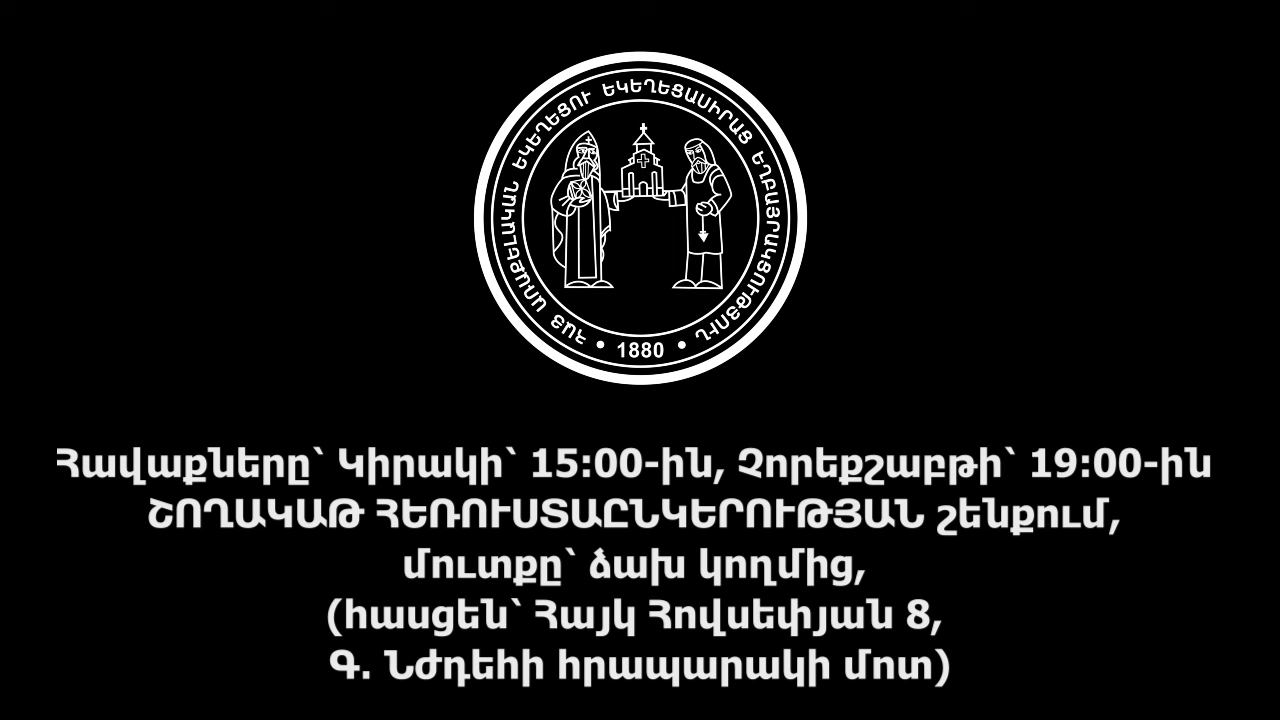 ՀԱՅ ԱՌԱՔԵԼԱԿԱՆ ԵԿԵՂԵՑՈՒ ԵԿԵՂԵՑԱՍԻՐԱՑ ԵՂԲԱՅՐԱԿՑՈՒԹՅՈՒՆ
• 1880 •
Հավաքները՝ Կիրակի՝ 15:00-ին, Չորեքշաբթի՝ 19:00-ին
ՇՈՂԱԿԱԹ ՀԵՌՈՒՍՏԱԸՆԿԵՐՈՒԹՅԱՆ շենքում,
մուտքը՝ ձախ կողմից,
(հասցեն՝ Հայկ Հովսեփյան 8,
Գ. Նժդեհի հրապարակի մոտ)